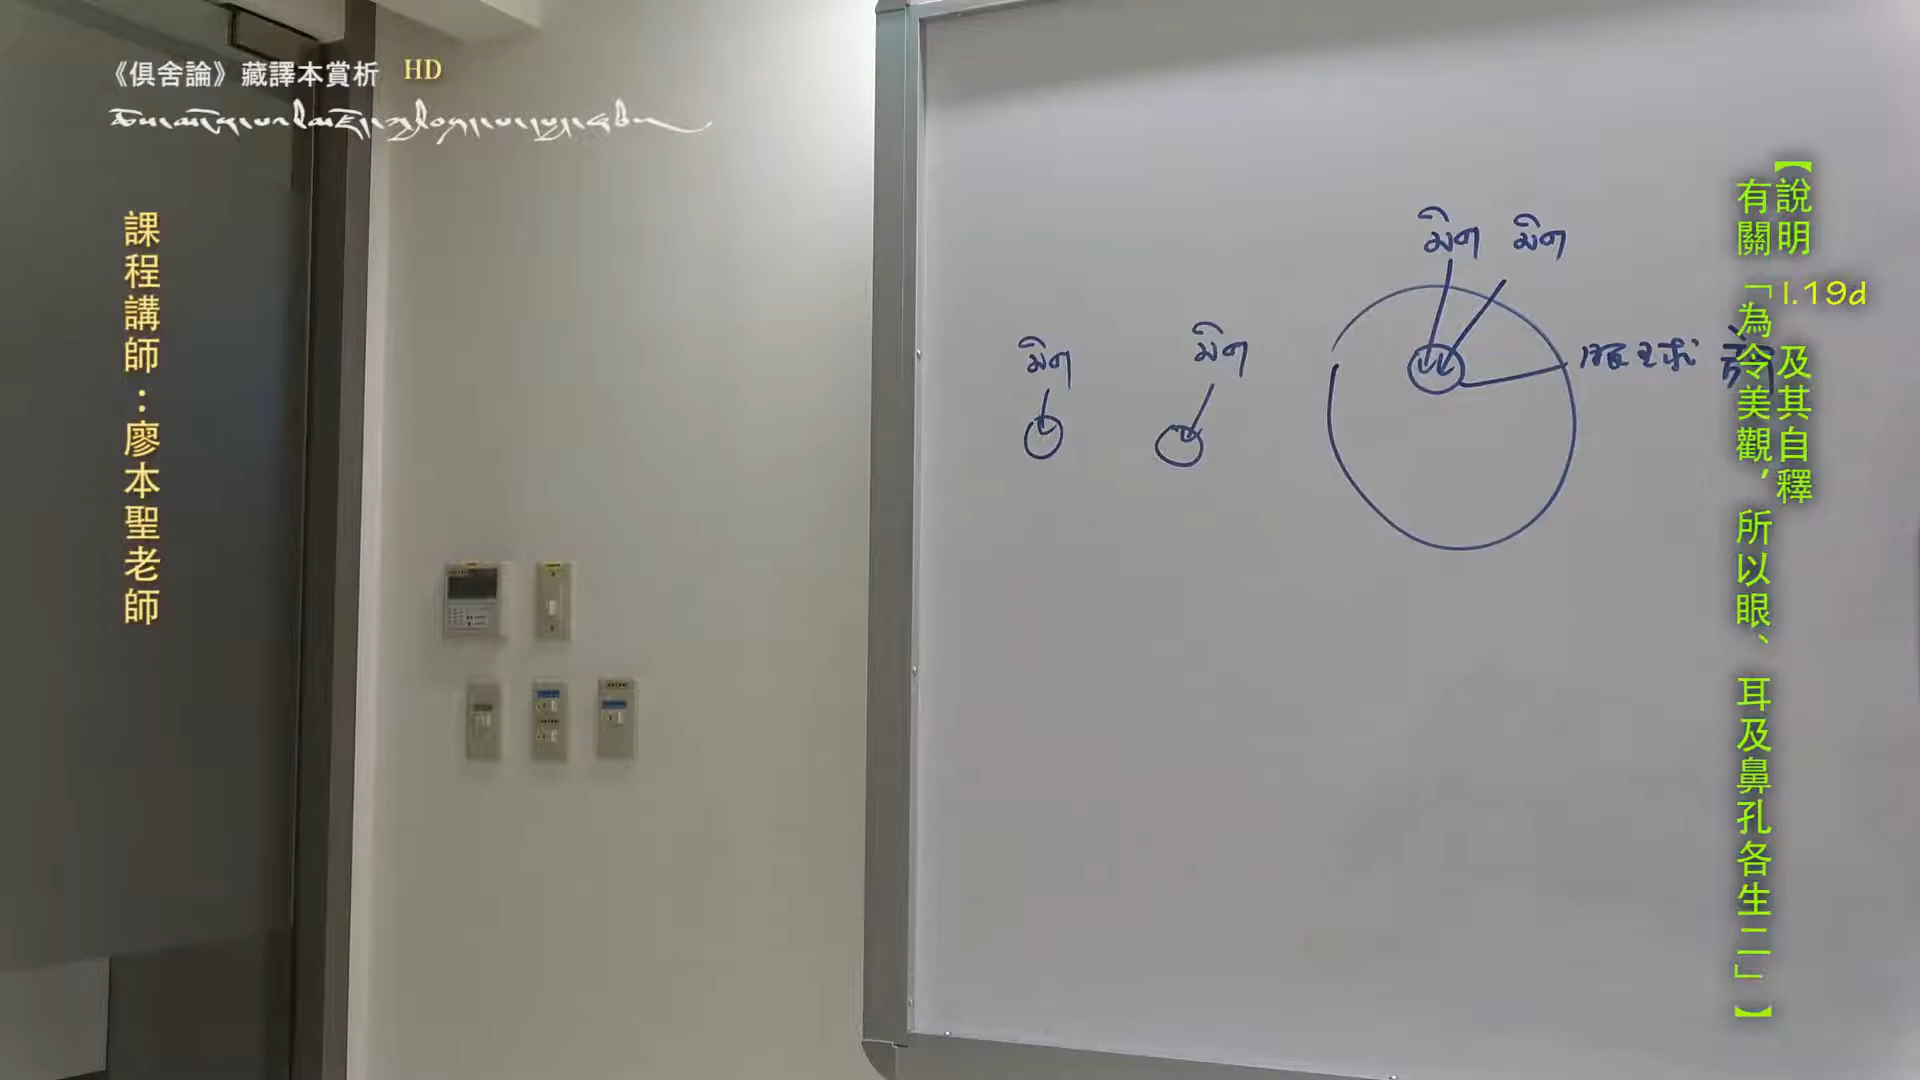 《俱舍論》藏譯本賞析 HD
課程講師：廖本聖老師
མིག མིག
མིག མིག
【說明 I.19d 及其自釋
有關「為令美觀，所以眼、耳及鼻孔各生二」】